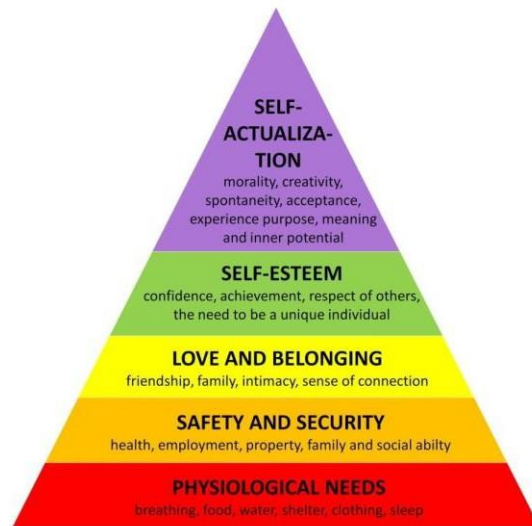 SELF-
ACTUALIZA-
TION
morality, creativity,
spontaneity, acceptance,
experience purpose, meaning
and inner potential
SELF-ESTEEM
confidence, achievement, respect of others,
the need to be a unique individual
LOVE AND BELONGING
friendship, family, intimacy, sense of connection
SAFETY AND SECURITY
health, employment, property, family and social abilty
PHYSIOLOGICAL NEEDS
breathing, food, water, shelter, clothing, sleep